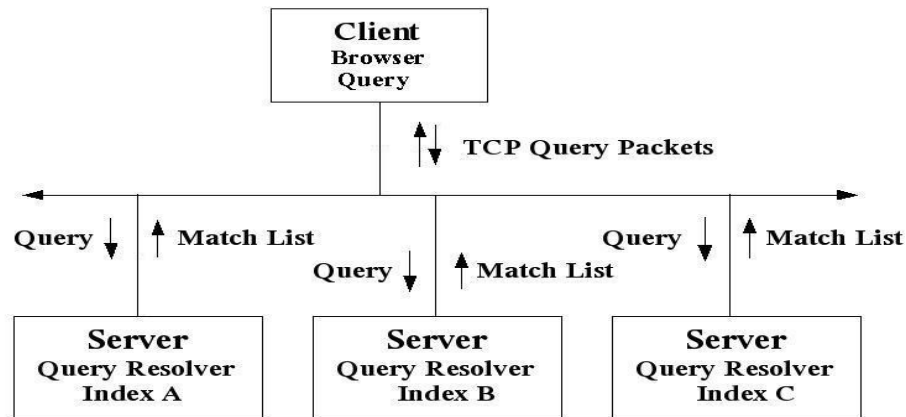 Client
Browser
Query
TCP Query Packets
Query
Match List
Query
Match List
Query
Match List
Server
Query Resolver
Index A
Server
Query Resolver
Index B
Server
Query Resolver
Index C